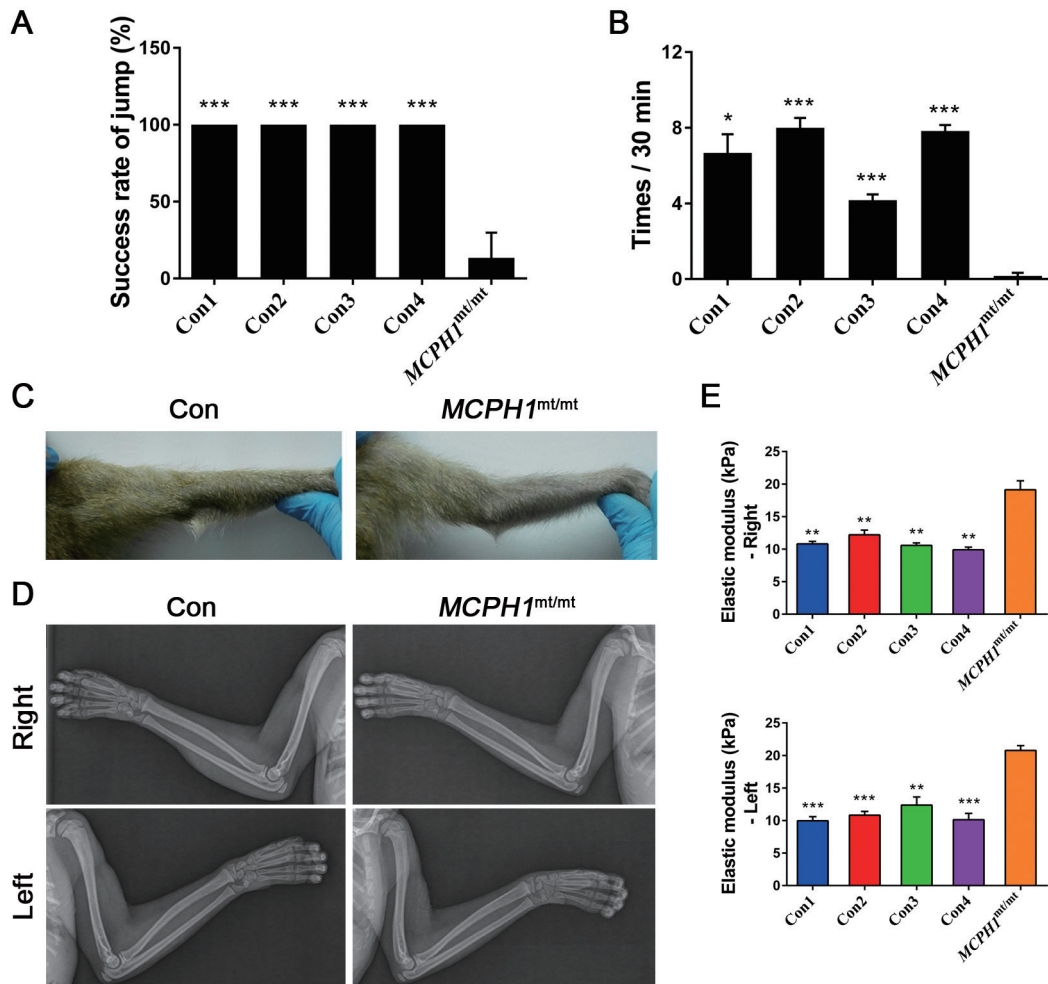 A
Success rate of jump (%)
150
100
50
0
*** *** *** ***
Con1 Con2 Con3 Con4 MCPH1mt/mt
B
Times / 30 min
12
8
4
0
* *** *** ***
Con1 Con2 Con3 Con4 MCPH1mt/mt
C
Con MCPH1mt/mt
D
Con MCPH1mt/mt
Right
Left
E
Elastic modulus (kPa)
- Right
25
20
15
10
5
0
** ** ** **
Con1 Con2 Con3 Con4 MCPH1mt/mt
Elastic modulus (kPa)
- Left
25
20
15
10
5
0
*** *** ** ***
Con1 Con2 Con3 Con4 MCPH1mt/mt